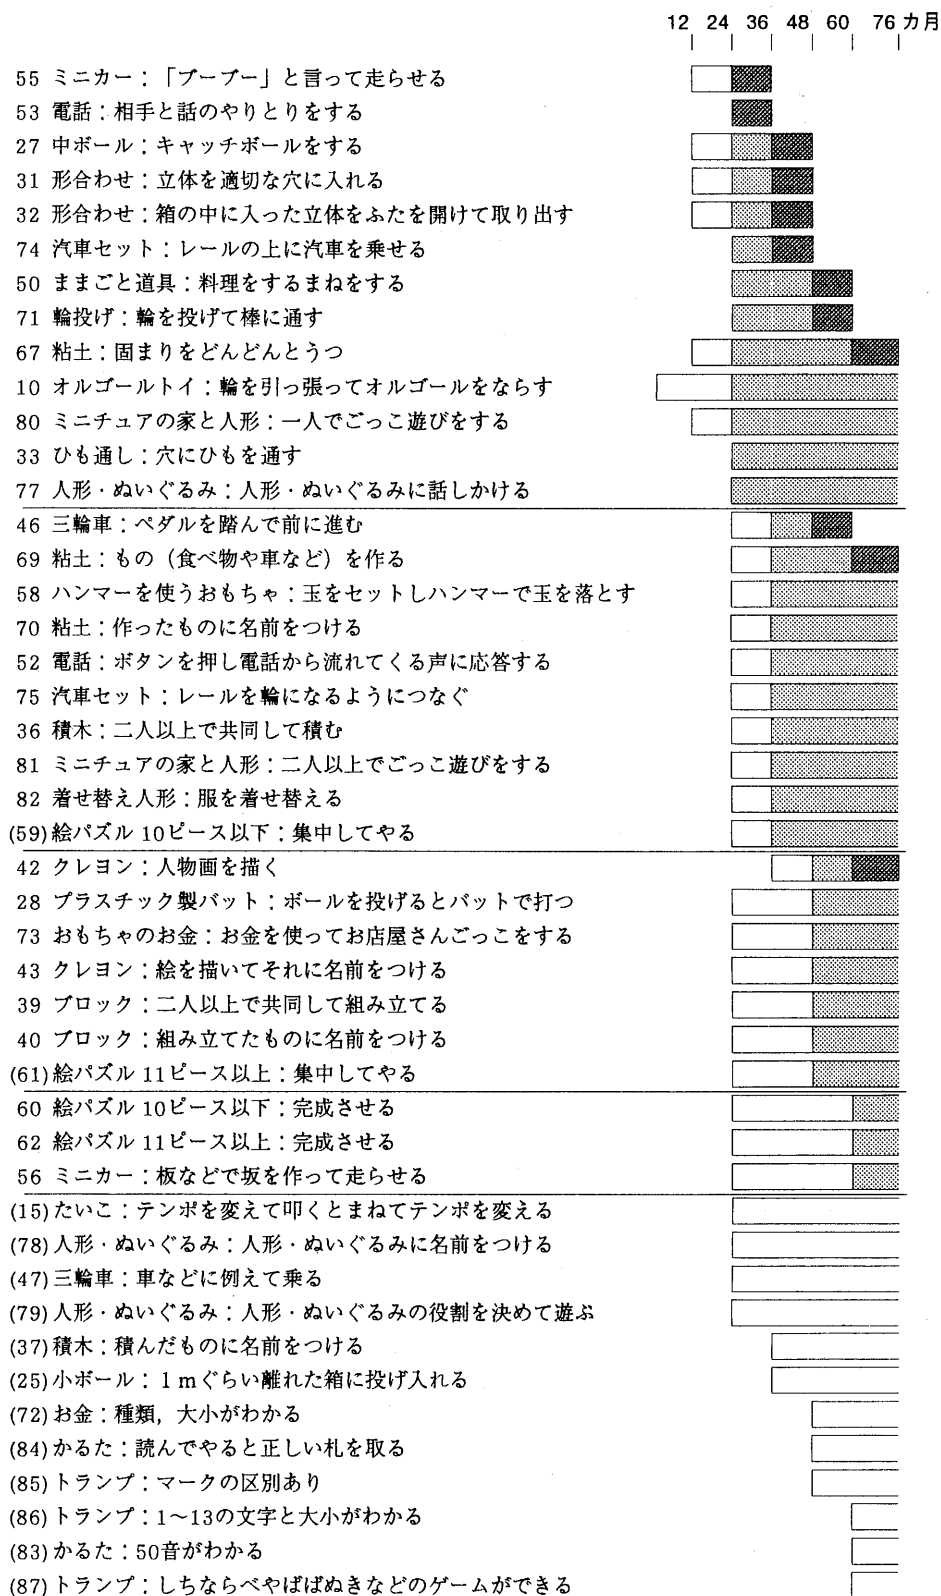 12 24 36 48 60 76 カ月
55 ミニカー：「ブーブー」と言って走らせる
53 電話：相手と話のやりとりをする
27 中ボール：キャッチボールをする
31 形合わせ：立体を適切な穴に入れる
32 形合わせ：箱の中に入った立体をふたを開けて取り出す
74 汽車セット：レールの上に汽車を乗せる
50 ままごと道具：料理をするまねをする
71 輪投げ：輪を投げて棒に通す
67 粘土：固まりをどんどんとうつ
10 オルゴールトイ：輪を引っ張ってオルゴールをならす
80 ミニチュアの家と人形：一人でごっこ遊びをする
33 ひも通し：穴にひもを通す
77 人形・ぬいぐるみ：人形・ぬいぐるみに話しかける
46 三輪車：ペダルを踏んで前に進む
69 粘土：もの（食べ物や車など）を作る
58 ハンマーを使うおもちゃ：玉をセットしハンマーで玉を落とす
70 粘土：作ったものに名前をつける
52 電話：ボタンを押し電話から流れてくる声に応答する
75 汽車セット：レールを輪になるようにつなぐ
36 積木：二人以上で共同して積む
81 ミニチュアの家と人形：二人以上でごっこ遊びをする
82 着せ替え人形：服を着せ替える
(59)絵パズル 10ピース以下：集中してやる
42 クレヨン：人物画を描く
28 プラスチック製バット：ボールを投げるとバットで打つ
73 おもちゃのお金：お金を使ってお店屋さんごっこをする
43 クレヨン：絵を描いてそれに名前をつける
39 ブロック：二人以上で共同して組み立てる
40 ブロック：組み立てたものに名前をつける
(61)絵パズル 11ピース以上：集中してやる
60 絵パズル 10ピース以下：完成させる
62 絵パズル 11ピース以上：完成させる
56 ミニカー：板などで坂を作って走らせる
(15)たいこ：テンポを変えて叩くとまねてテンポを変える
(78)人形・ぬいぐるみ：人形・ぬいぐるみに名前をつける
(47)三輪車：車などに例えて乗る
(79)人形・ぬいぐるみ：人形・ぬいぐるみの役割を決めて遊ぶ
(37)積木：積んだものに名前をつける
(25)小ボール：1mぐらい離れた箱に投げ入れる
(72)お金：種類，大小がわかる
(84)かるた：読んでやると正しい札を取る
(85)トランプ：マークの区別あり
(86)トランプ：1～13の文字と大小がわかる
(83)かるた：50音がわかる
(87)トランプ：しちならべやばばぬきなどのゲームができる